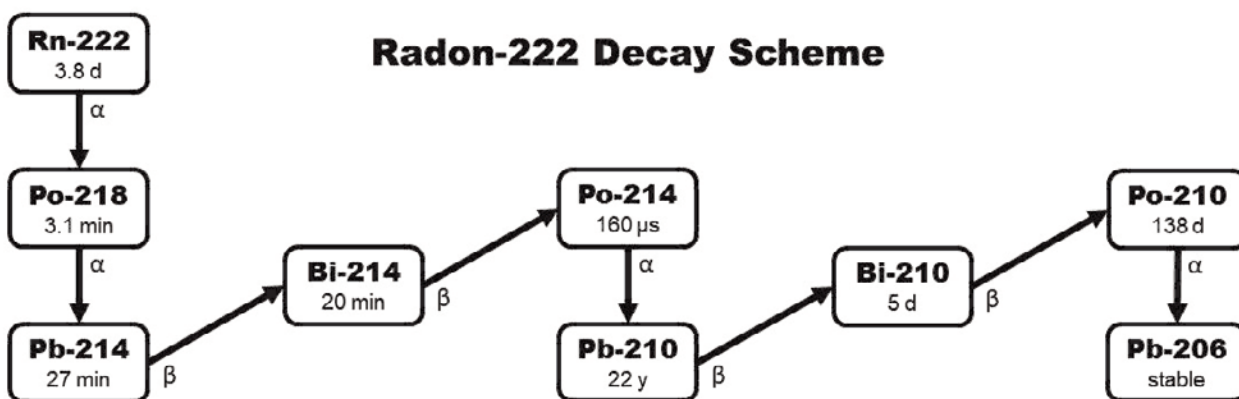 Radon-222 Decay Scheme
Rn-222
3.8 d
α
Po-218
3.1 min
α
Pb-214
27 min
β
Bi-214
20 min
β
Po-214
160 µs
α
Pb-210
22 y
β
Bi-210
5 d
β
Po-210
138 d
α
Pb-206
stable